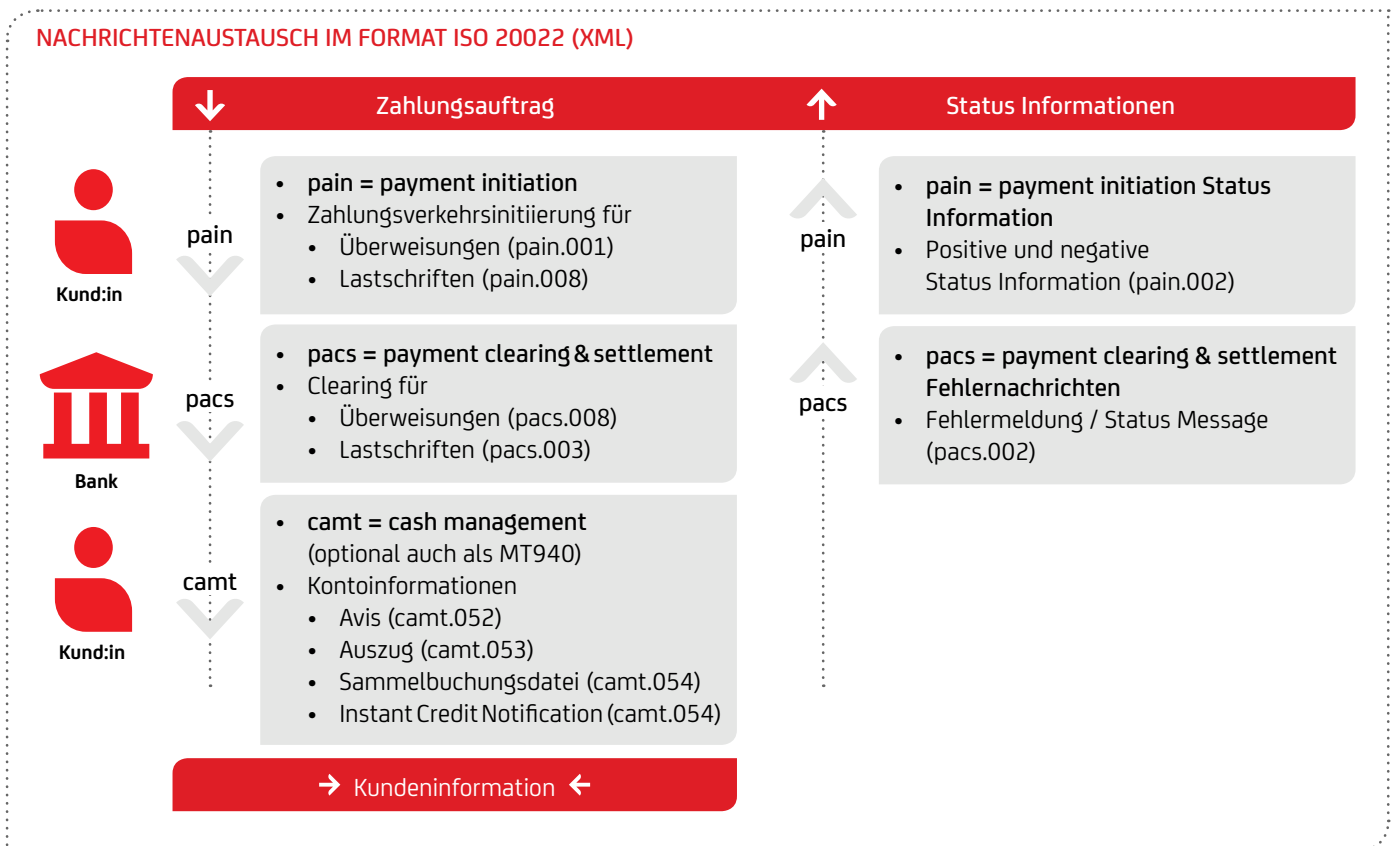 NACHRICHTENAUSTAUSCH IM FORMAT ISO 20022 (XML)
Zahlungsauftrag
Status Informationen
Kund:in
pain
• pain = payment initiation
• Zahlungsverkehrsinitiierung für
• Überweisungen (pain.001)
• Lastschriften (pain.008)
pain
• pain = payment initiation Status
Information
• Positive und negative
Status Information (pain.002)
Bank
pacs
• pacs = payment clearing & settlement
• Clearing für
• Überweisungen (pacs.008)
• Lastschriften (pacs.003)
pacs
• pacs = payment clearing & settlement
Fehlernachrichten
• Fehlermeldung / Status Message
(pacs.002)
Kund:in
camt
• camt = cash management
(optional auch als MT940)
• Kontoinformationen
• Avis (camt.052)
• Auszug (camt.053)
• Sammelbuchungsdatei (camt.054)
• Instant Credit Notification (camt.054)
→ Kundeninformation ←